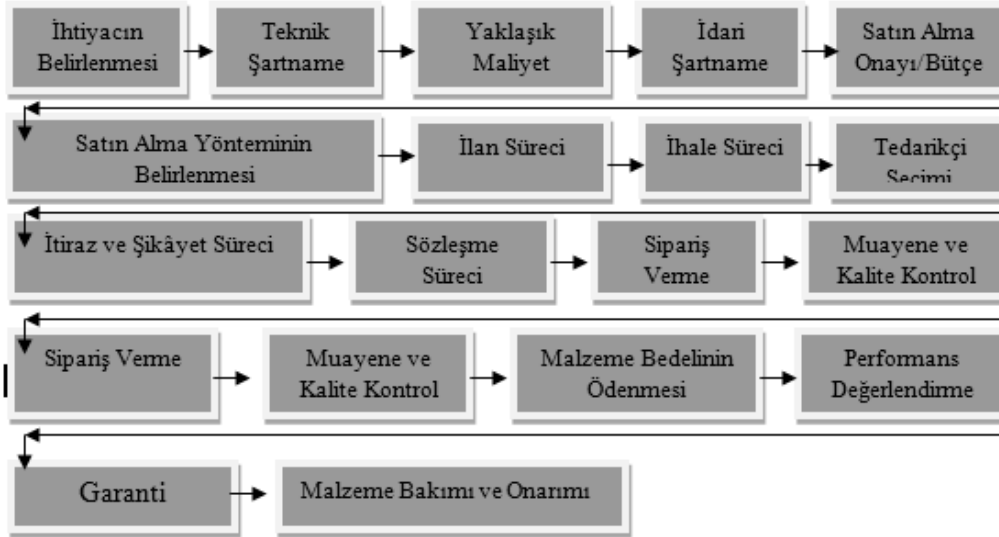 İhtiyacın
Belirlenmesi
Teknik
Şartname
Yaklaşık
Maliyet
İdari
Şartname
Satın Alma
Onayı/Bütçe
Satın Alma Yönteminin
Belirlenmesi
İlan Süreci
İhale Süreci
Tedarikçi
Seçimi
İtiraz ve Şikâyet Süreci
Sözleşme
Süreci
Sipariş
Verme
Muayene ve
Kalite Kontrol
Sipariş Verme
Muayene ve
Kalite Kontrol
Malzeme Bedelinin
Ödenmesi
Performans
Değerlendirme
Garanti
Malzeme Bakımı ve Onarımı